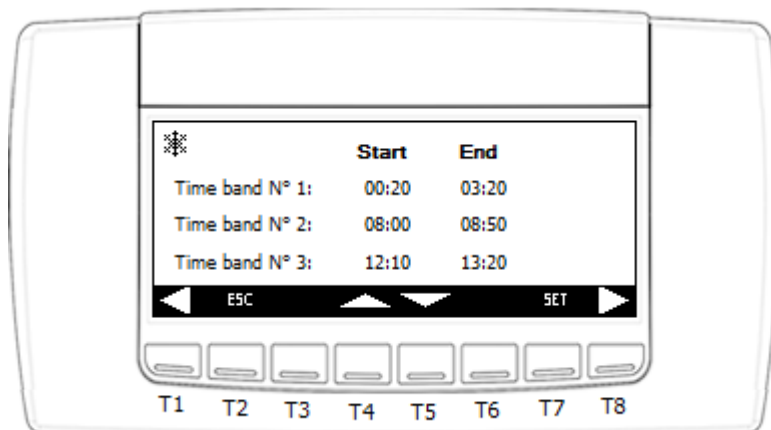 Start End
Time band N° 1: 00:20 03:20
Time band N° 2: 08:00 08:50
Time band N° 3: 12:10 13:20
ESC SET
T1 T2 T3 T4 T5 T6 T7 T8